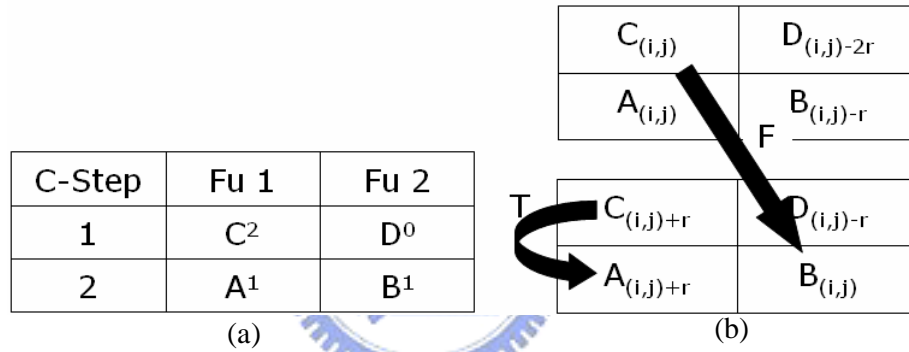 C-Step Fu 1 Fu 2
1 C² D⁰
2 A¹ B¹
(a)
C(i,j) D(i,j)-2r
A(i,j) B(i,j)-r
F
T
C(i,j)+r D(i,j)-r
A(i,j)+r B(i,j)
(b)